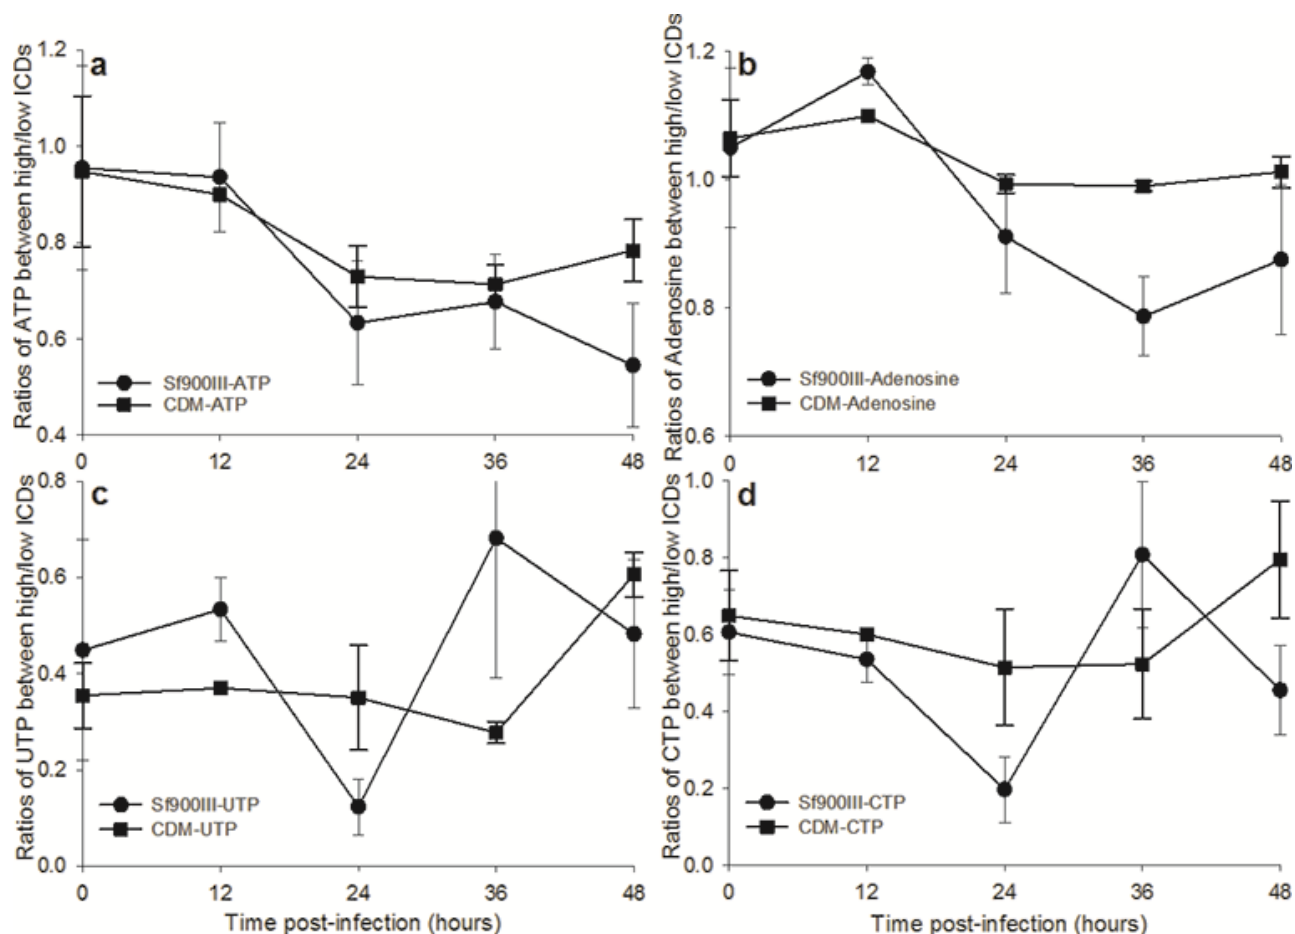 a
Ratios of ATP between high/low ICDs
1.2
1.0
0.8
0.6
0.4
Sf900III-ATP
CDM-ATP
0 12 24 36 48
b
Ratios of Adenosine between high/low ICDs
1.2
1.0
0.8
0.6
Sf900III-Adenosine
CDM-Adenosine
0 12 24 36 48
c
Ratios of UTP between high/low ICDs
0.8
0.6
0.4
0.2
0.0
Sf900III-UTP
CDM-UTP
0 12 24 36 48
Time post-infection (hours)
d
Ratios of CTP between high/low ICDs
1.0
0.8
0.6
0.4
0.2
0.0
Sf900III-CTP
CDM-CTP
0 12 24 36 48
Time post-infection (hours)